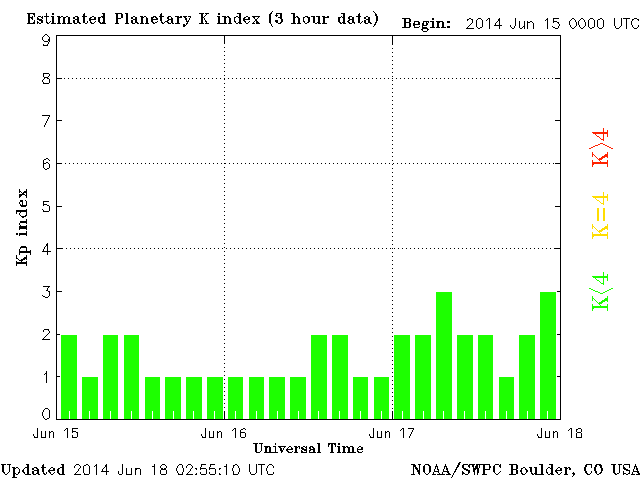 Estimated Planetary K index (3 hour data) Begin: 2014 Jun 15 0000 UTC
9
8
7
6
5
4
3
2
1
0
Kp index
K>4
K=4
K<4
Jun 15 Jun 16 Jun 17 Jun 18
Universal Time
Updated 2014 Jun 18 02:55:10 UTC NOAA/SWPC Boulder, CO USA